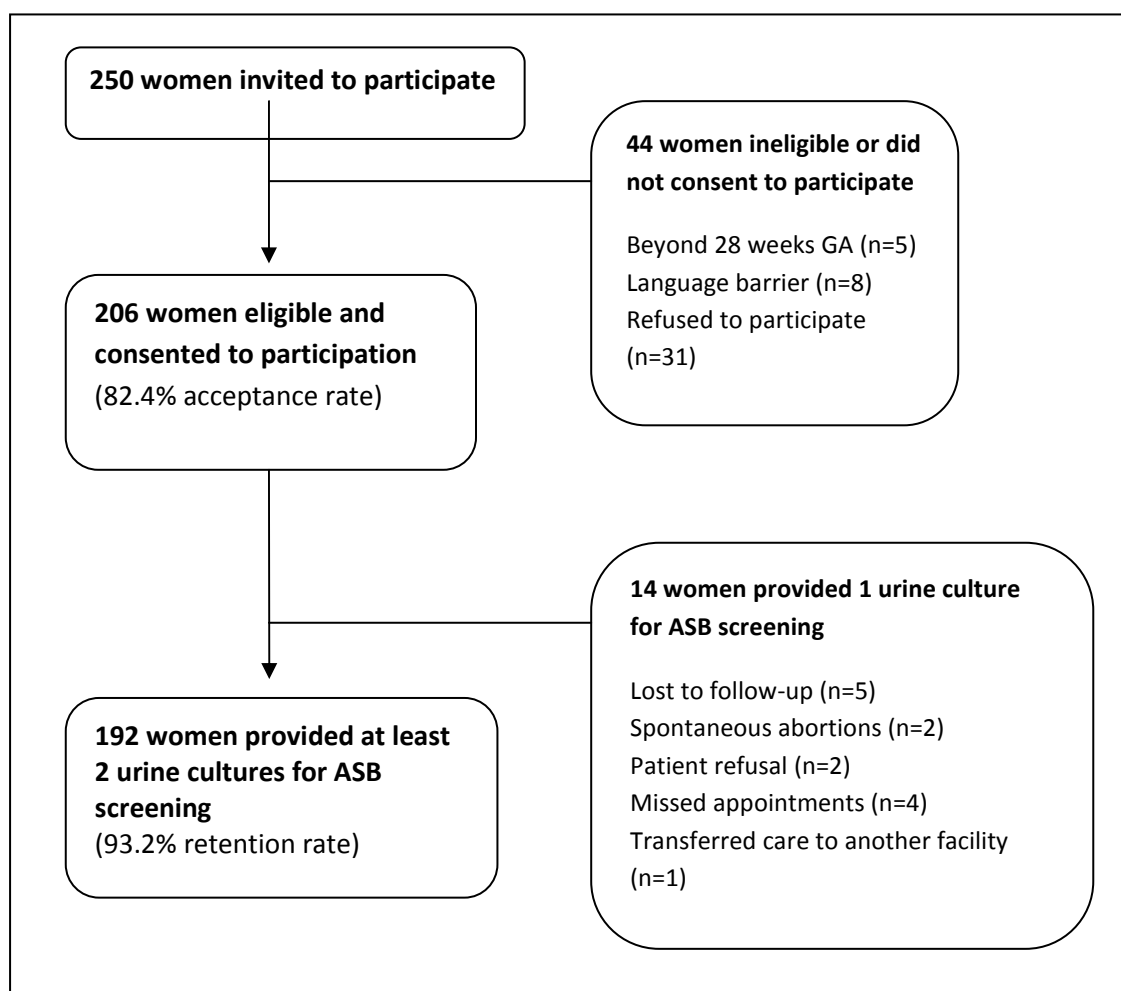 250 women invited to participate
44 women ineligible or did
not consent to participate
Beyond 28 weeks GA (n=5)
Language barrier (n=8)
Refused to participate
(n=31)
206 women eligible and
consented to participation
(82.4% acceptance rate)
14 women provided 1 urine culture
for ASB screening
Lost to follow-up (n=5)
Spontaneous abortions (n=2)
Patient refusal (n=2)
Missed appointments (n=4)
Transferred care to another facility
(n=1)
192 women provided at least
2 urine cultures for ASB
screening
(93.2% retention rate)